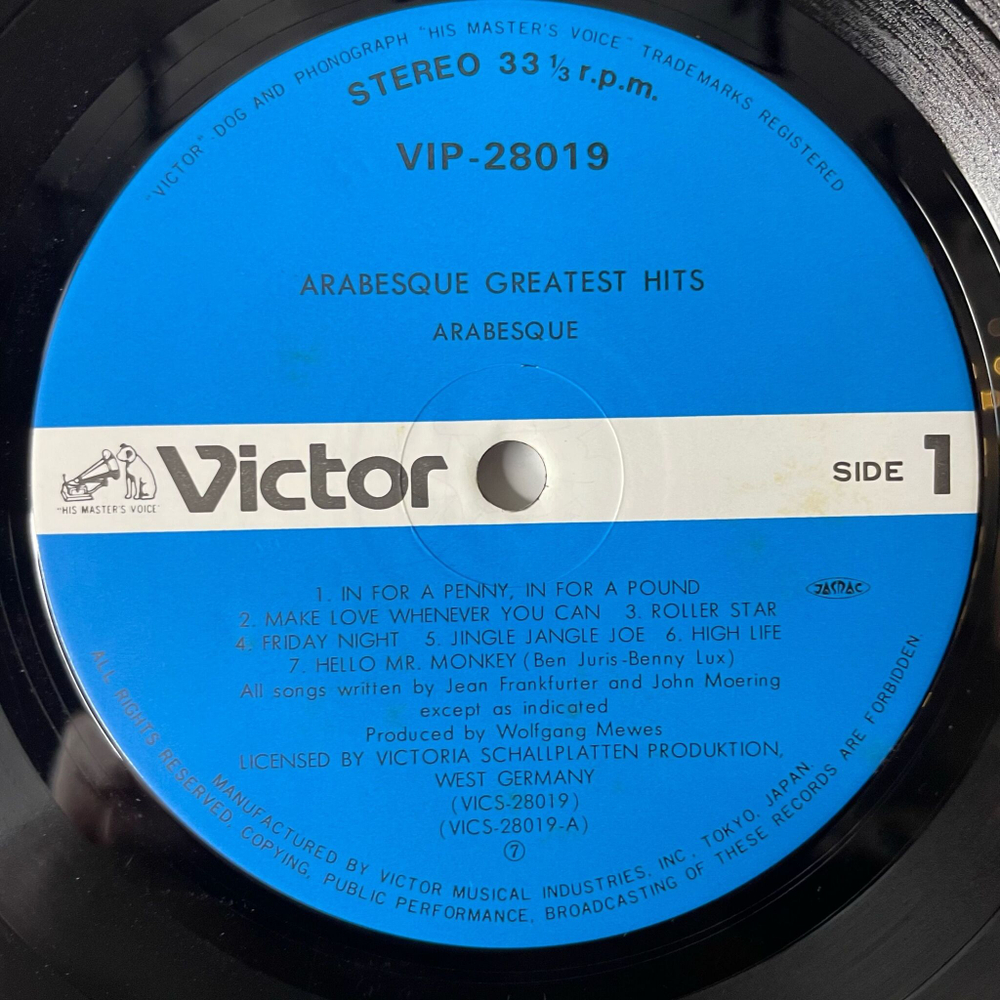 "VICTOR"-DOG AND PHONOGRAPH "HIS MASTER'S VOICE" TRADE MARKS REGISTERED
STEREO 33 ⅓ r.p.m.
VIP-28019
ARABESQUE GREATEST HITS
ARABESQUE
"HIS MASTER'S VOICE"
Victor
SIDE 1
1. IN FOR A PENNY, IN FOR A POUND
JASRAC
2. MAKE LOVE WHENEVER YOU CAN 3. ROLLER STAR
4. FRIDAY NIGHT 5. JINGLE JANGLE JOE 6. HIGH LIFE
7. HELLO MR. MONKEY (Ben Juris-Benny Lux)
All songs written by Jean Frankfurter and John Moering
except as indicated
Produced by Wolfgang Mewes
LICENSED BY VICTORIA SCHALLPLATTEN PRODUKTION,
WEST GERMANY
(VICS-28019)
(VICS-28019-A)
⑦
MANUFACTURED BY VICTOR MUSICAL INDUSTRIES, INC., TOKYO, JAPAN.
ALL RIGHTS RESERVED. COPYING, PUBLIC PERFORMANCE, BROADCASTING OF THESE RECORDS ARE FORBIDDEN.